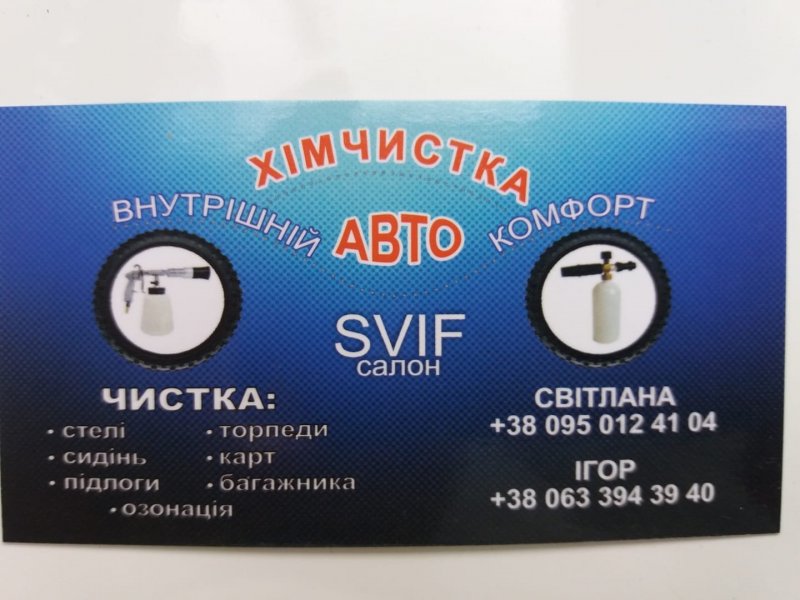 ХІМЧИСТКА
ВНУТРІШНІЙ АВТО КОМФОРТ
SVIF
салон
ЧИСТКА:
• стелі
• сидінь
• підлоги
• торпеди
• карт
• багажника
• озонація
СВІТЛАНА
+38 095 012 41 04
ІГОР
+38 063 394 39 40